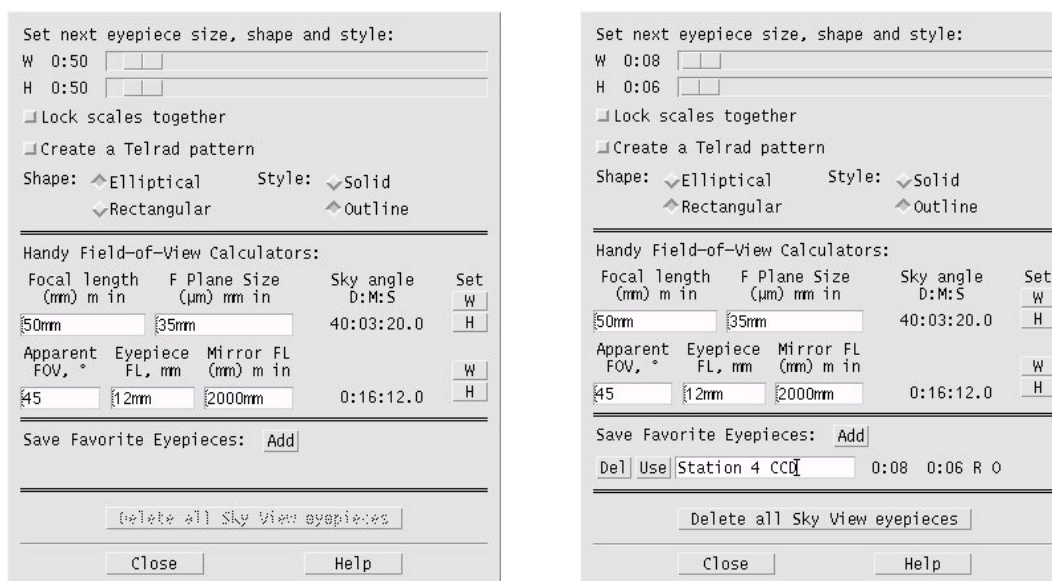 Set next eyepiece size, shape and style:
W 0:50
H 0:50
Lock scales together
Create a Telrad pattern
Shape: Elliptical Style: Solid
Rectangular Outline
Handy Field-of-View Calculators:
Focal length F Plane Size Sky angle Set
(mm) m in (µm) mm in D:M:S W
50mm 35mm 40:03:20.0 H
Apparent Eyepiece Mirror FL
FOV, ° FL, mm (mm) m in W
45 12mm 2000mm 0:16:12.0 H
Save Favorite Eyepieces: Add
Delete all Sky View eyepieces
Close Help
Set next eyepiece size, shape and style:
W 0:08
H 0:06
Lock scales together
Create a Telrad pattern
Shape: Elliptical Style: Solid
Rectangular Outline
Handy Field-of-View Calculators:
Focal length F Plane Size Sky angle Set
(mm) m in (µm) mm in D:M:S W
50mm 35mm 40:03:20.0 H
Apparent Eyepiece Mirror FL
FOV, ° FL, mm (mm) m in W
45 12mm 2000mm 0:16:12.0 H
Save Favorite Eyepieces: Add
Del Use Station 4 CCD 0:08 0:06 R O
Delete all Sky View eyepieces
Close Help